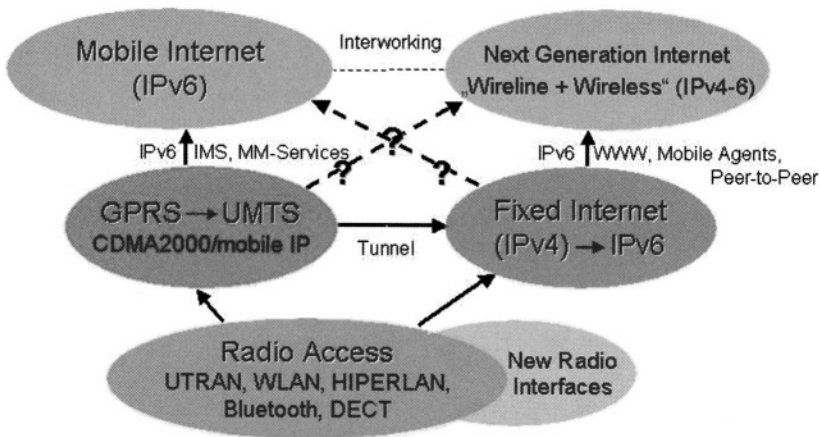 Mobile Internet
(IPv6)
Interworking
Next Generation Internet
„Wireline + Wireless“ (IPv4-6)
IPv6
IMS, MM-Services
?
?
?
IPv6
WWW, Mobile Agents,
Peer-to-Peer
GPRS → UMTS
CDMA2000/mobile IP
Tunnel
Fixed Internet
(IPv4) → IPv6
Radio Access
UTRAN, WLAN, HIPERLAN,
Bluetooth, DECT
New Radio
Interfaces